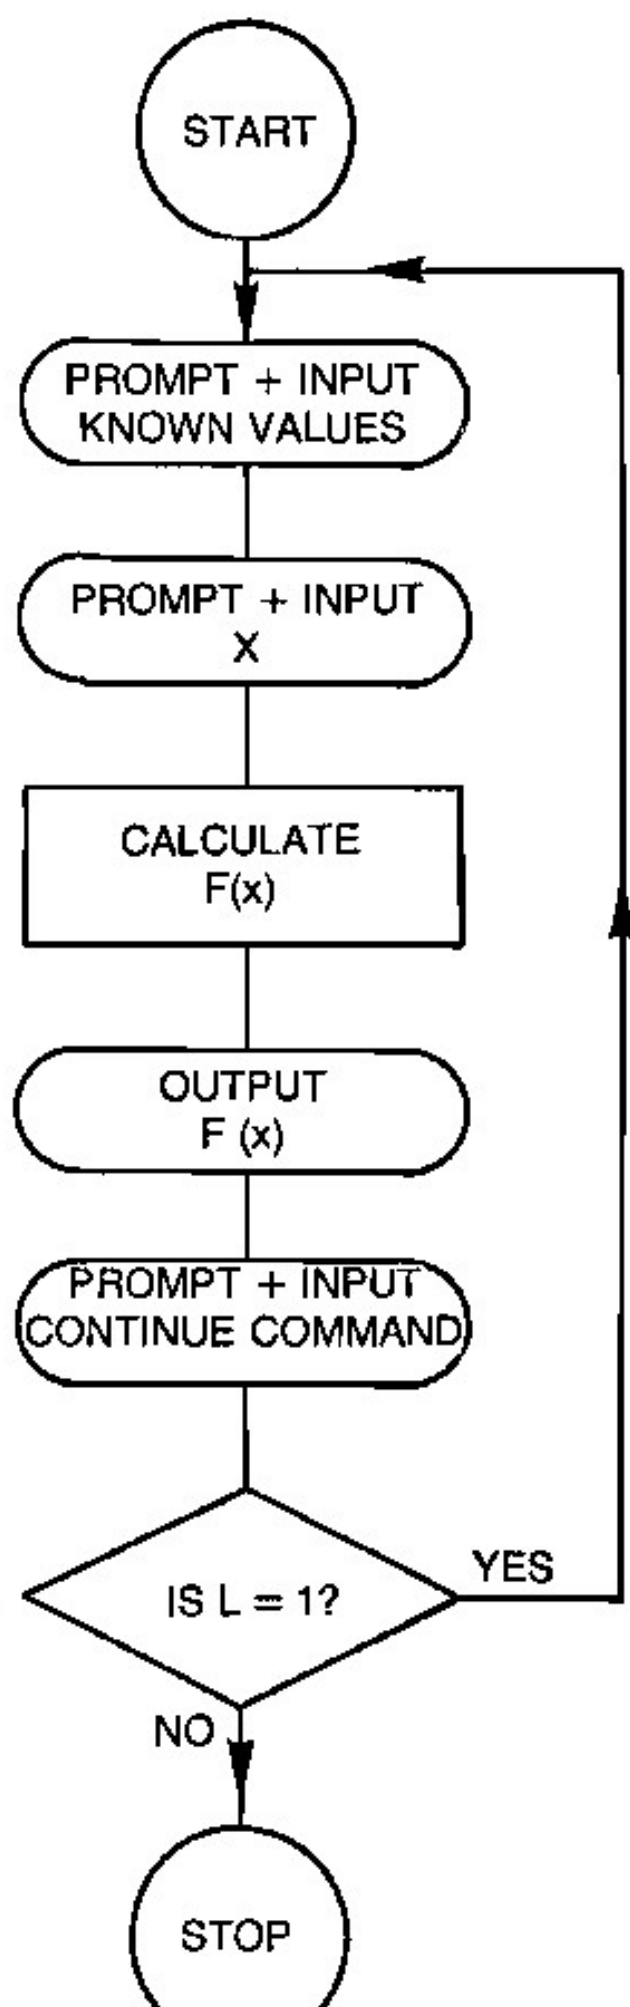 START
PROMPT + INPUT
KNOWN VALUES
PROMPT + INPUT
X
CALCULATE
F(x)
OUTPUT
F (x)
PROMPT + INPUT
CONTINUE COMMAND
IS L = 1?
YES
NO
STOP